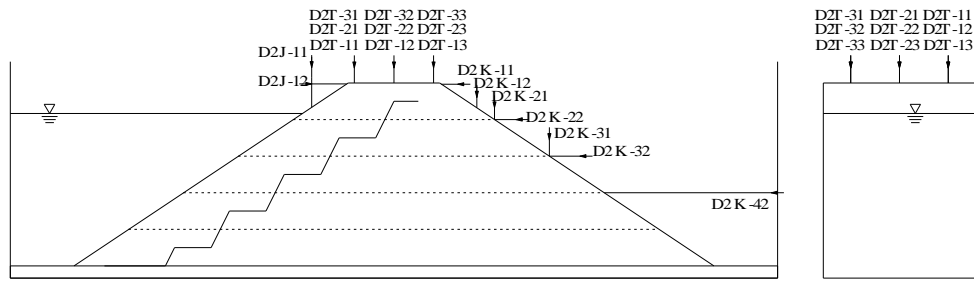 D2T-31 D2T-32 D2T-33
D2T-21 D2T-22 D2T-23
D2T-11 D2T-12 D2T-13
D2J-11
D2J-12
D2K-11
D2K-12
D2K-21
D2K-22
D2K-31
D2K-32
D2K-42
D2T-31 D2T-21 D2T-11
D2T-32 D2T-22 D2T-12
D2T-33 D2T-23 D2T-13